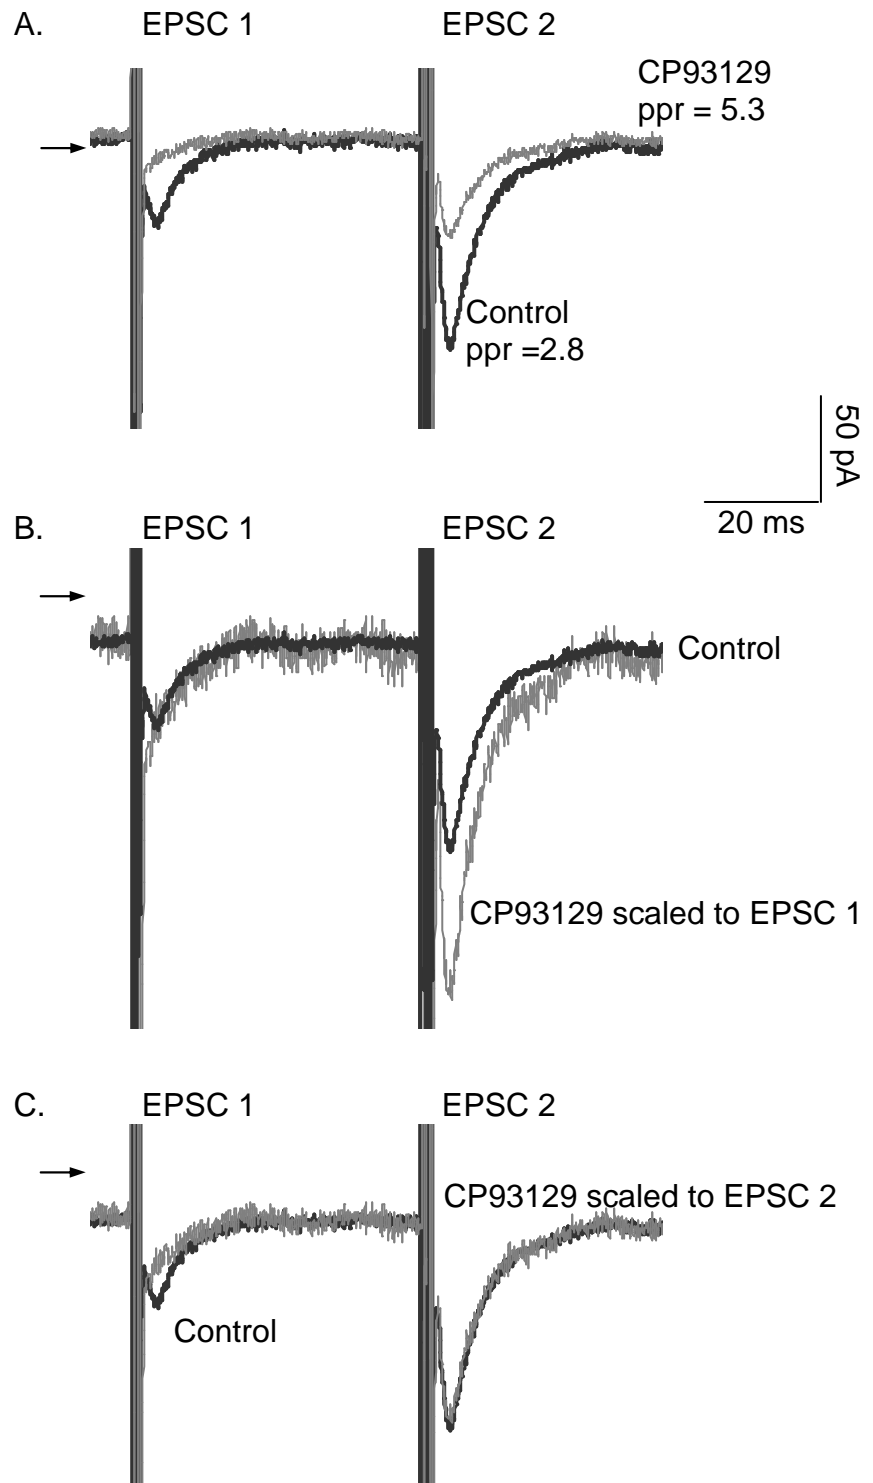 A.
EPSC 1
EPSC 2
CP93129
ppr = 5.3
Control
ppr =2.8
50 pA
20 ms
B.
EPSC 1
EPSC 2
Control
CP93129 scaled to EPSC 1
C.
EPSC 1
EPSC 2
CP93129 scaled to EPSC 2
Control